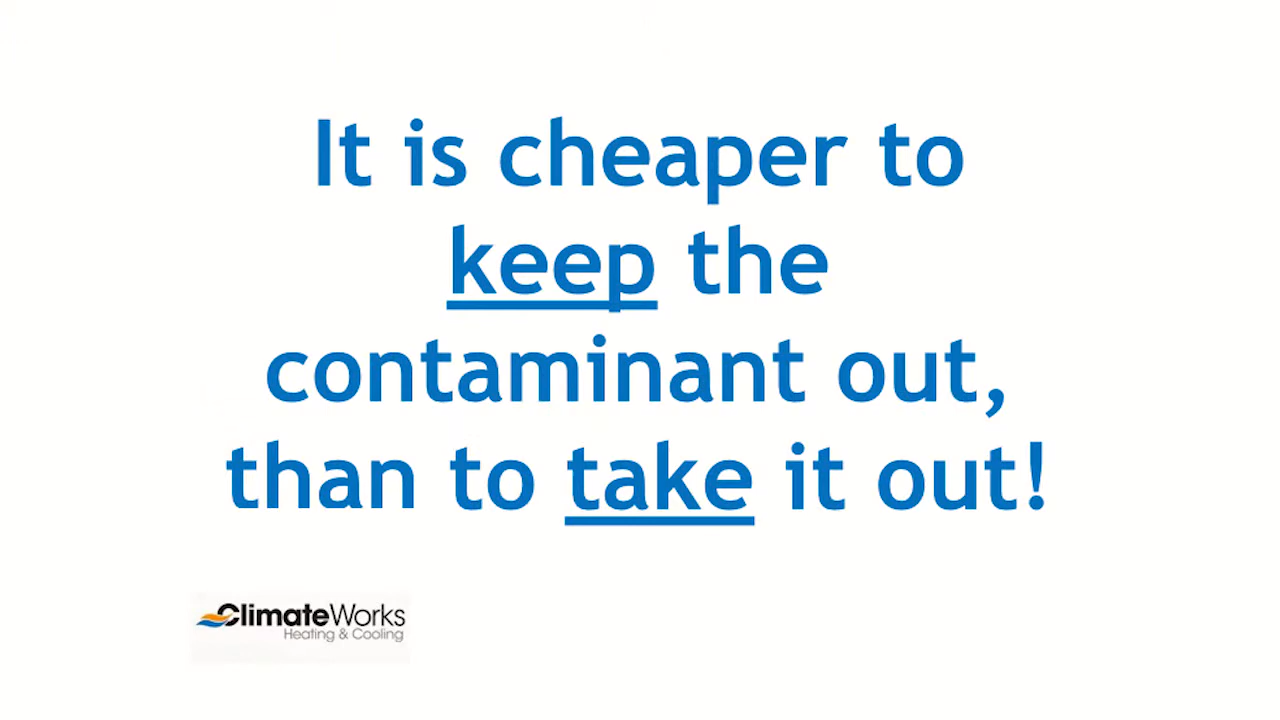 It is cheaper to
keep the
contaminant out,
than to take it out!
ClimateWorks
Heating & Cooling